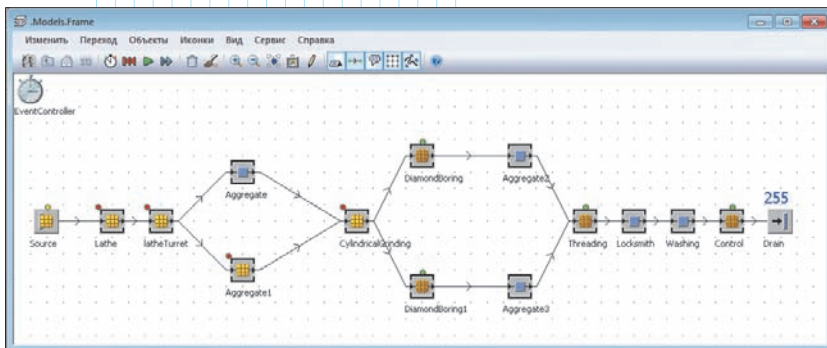 .Models.Frame
Изменить Переход Объекты Иконки Вид Сервис Справка
EventController
DiamondBoring Aggregate2
Aggregate
255
Source Lathe latheTurret CylindricalGrinding Threading Locksmith Washing Control Drain
Aggregate1
DiamondBoring1 Aggregate3